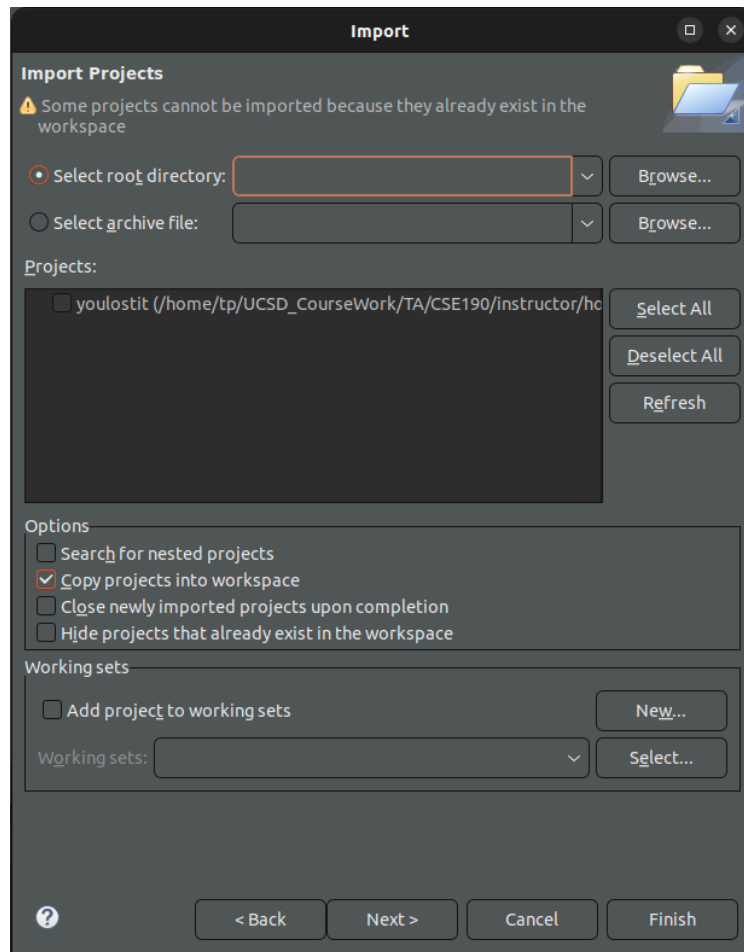 Import
Import Projects
Some projects cannot be imported because they already exist in the
workspace
Select root directory:
Browse...
Select archive file:
Browse...
Projects:
youlostit (/home/tp/UCSD_CourseWork/TA/CSE190/instructor/ho
Select All
Deselect All
Refresh
Options
Search for nested projects
Copy projects into workspace
Close newly imported projects upon completion
Hide projects that already exist in the workspace
Working sets
Add project to working sets
New...
Working sets:
Select...
?
< Back
Next >
Cancel
Finish